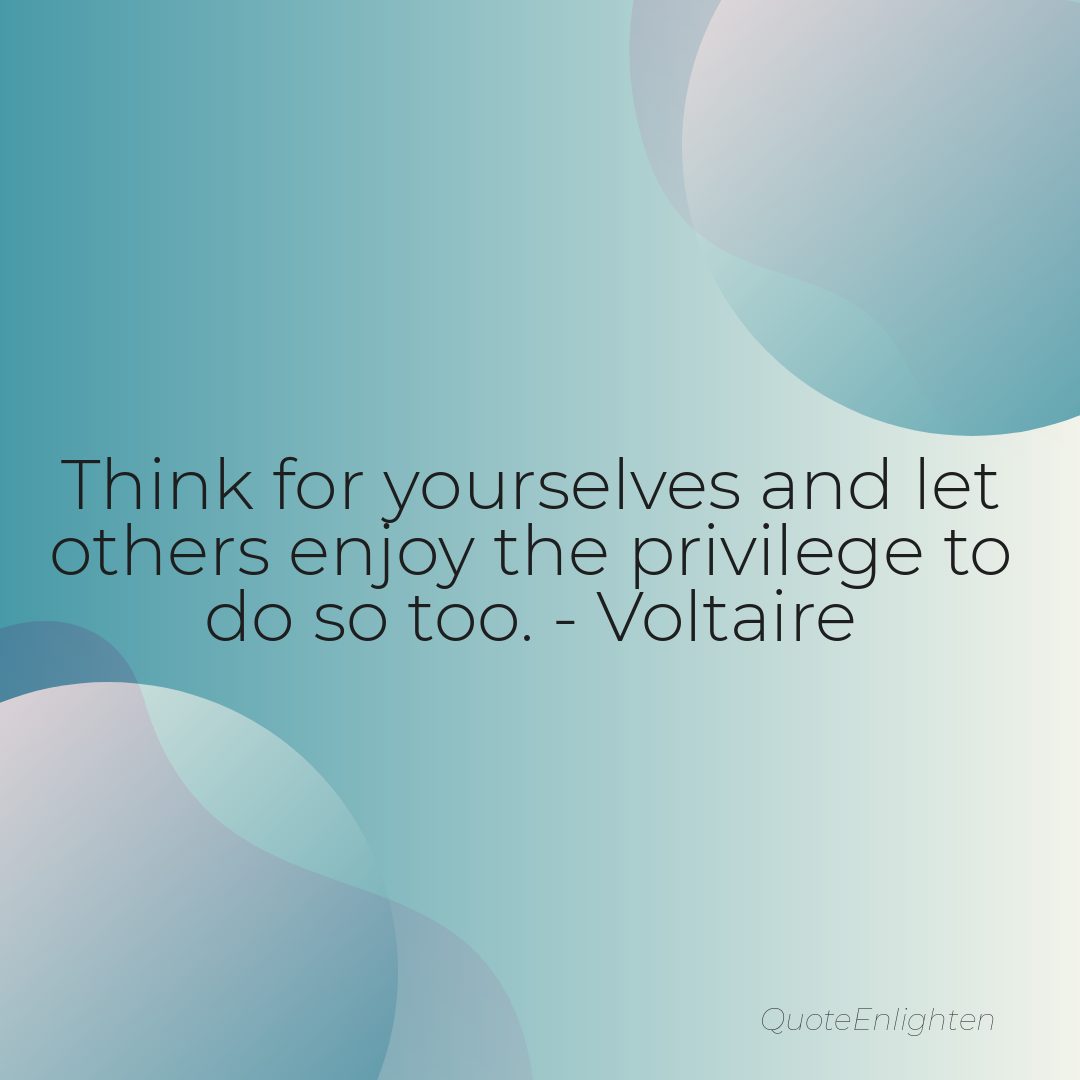 Think for yourselves and let
others enjoy the privilege to
do so too. - Voltaire
QuoteEnlighten